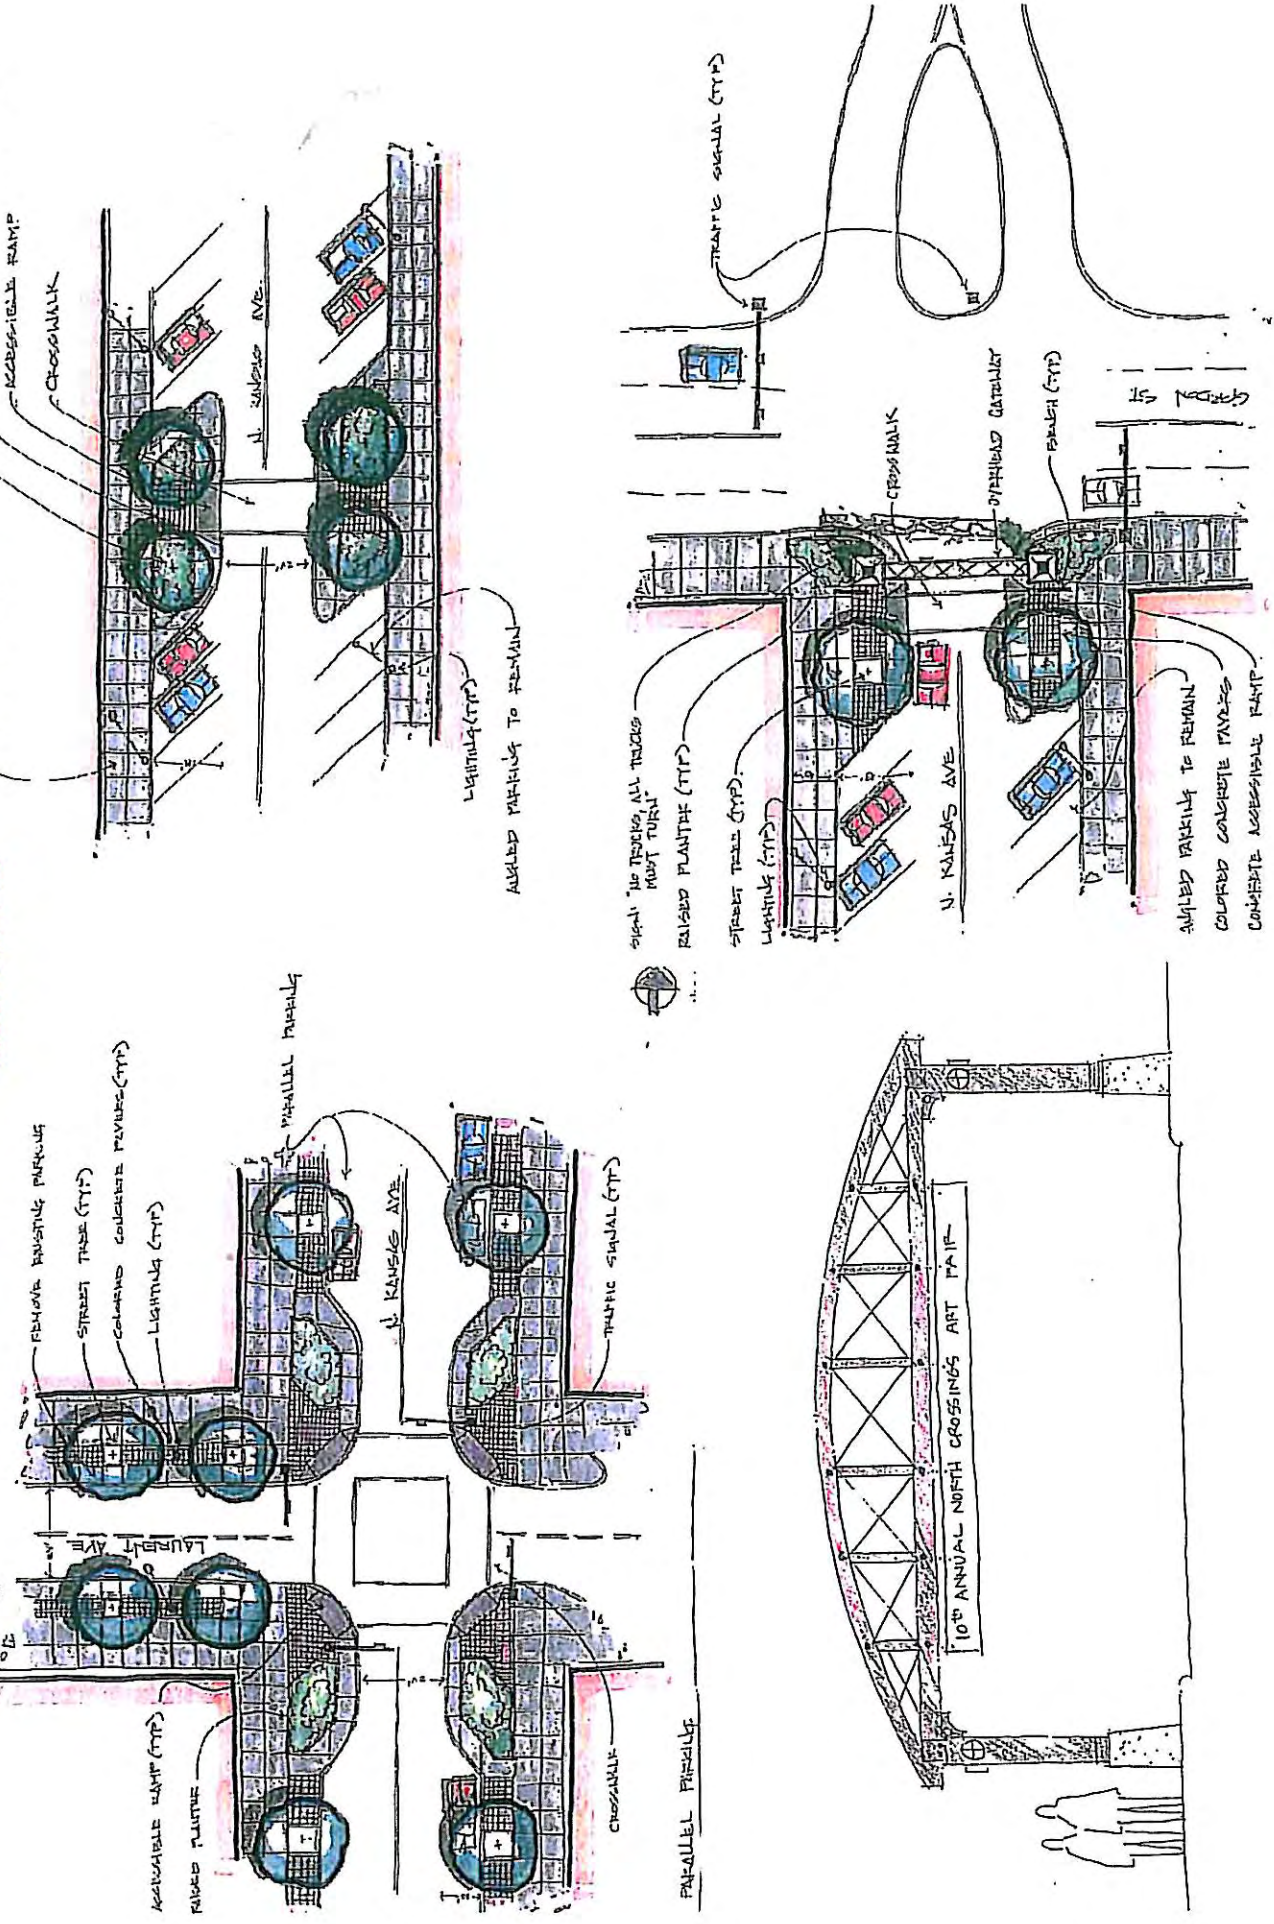 REMOVE EXISTING PARKING
STREET TREE (TYP)
COLORED CONCRETE PAVERS (TYP)
LIGHTING (TYP)
PARALLEL PARKING
LAURENT AVE
N. KANSAS AVE
TRAFFIC SIGNAL (TYP)
ACCESSIBLE RAMP (TYP)
RAISED PLANTER
CROSSWALK
PARALLEL PARKING
ACCESSIBLE RAMP
CROSSWALK
N. KANSAS AVE.
LIGHTING (TYP)
ANGLED PARKING TO REMAIN
10TH ANNUAL NORTH CROSSINGS ART FAIR
SIGN: "NO TRUCKS, ALL TRUCKS
MUST TURN"
RAISED PLANTER (TYP)
STREET TREE (TYP)
LIGHTING (TYP)
TRAFFIC SIGNAL (TYP)
CROSSWALK
OVERHEAD GATEWAY
BENCH (TYP)
N. KANSAS AVE
GORDON
ST
ANGLED PARKING TO REMAIN
COLORED CONCRETE PAVERS
CONCRETE ACCESSIBLE RAMP